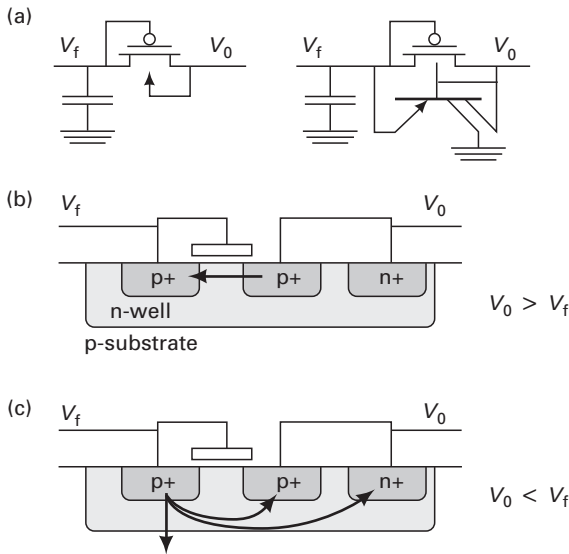 (a)
V_f V_0 V_f V_0
(b)
V_f V_0
p+ p+ n+
n-well
p-substrate
V_0 > V_f
(c)
V_f V_0
p+ p+ n+
V_0 < V_f